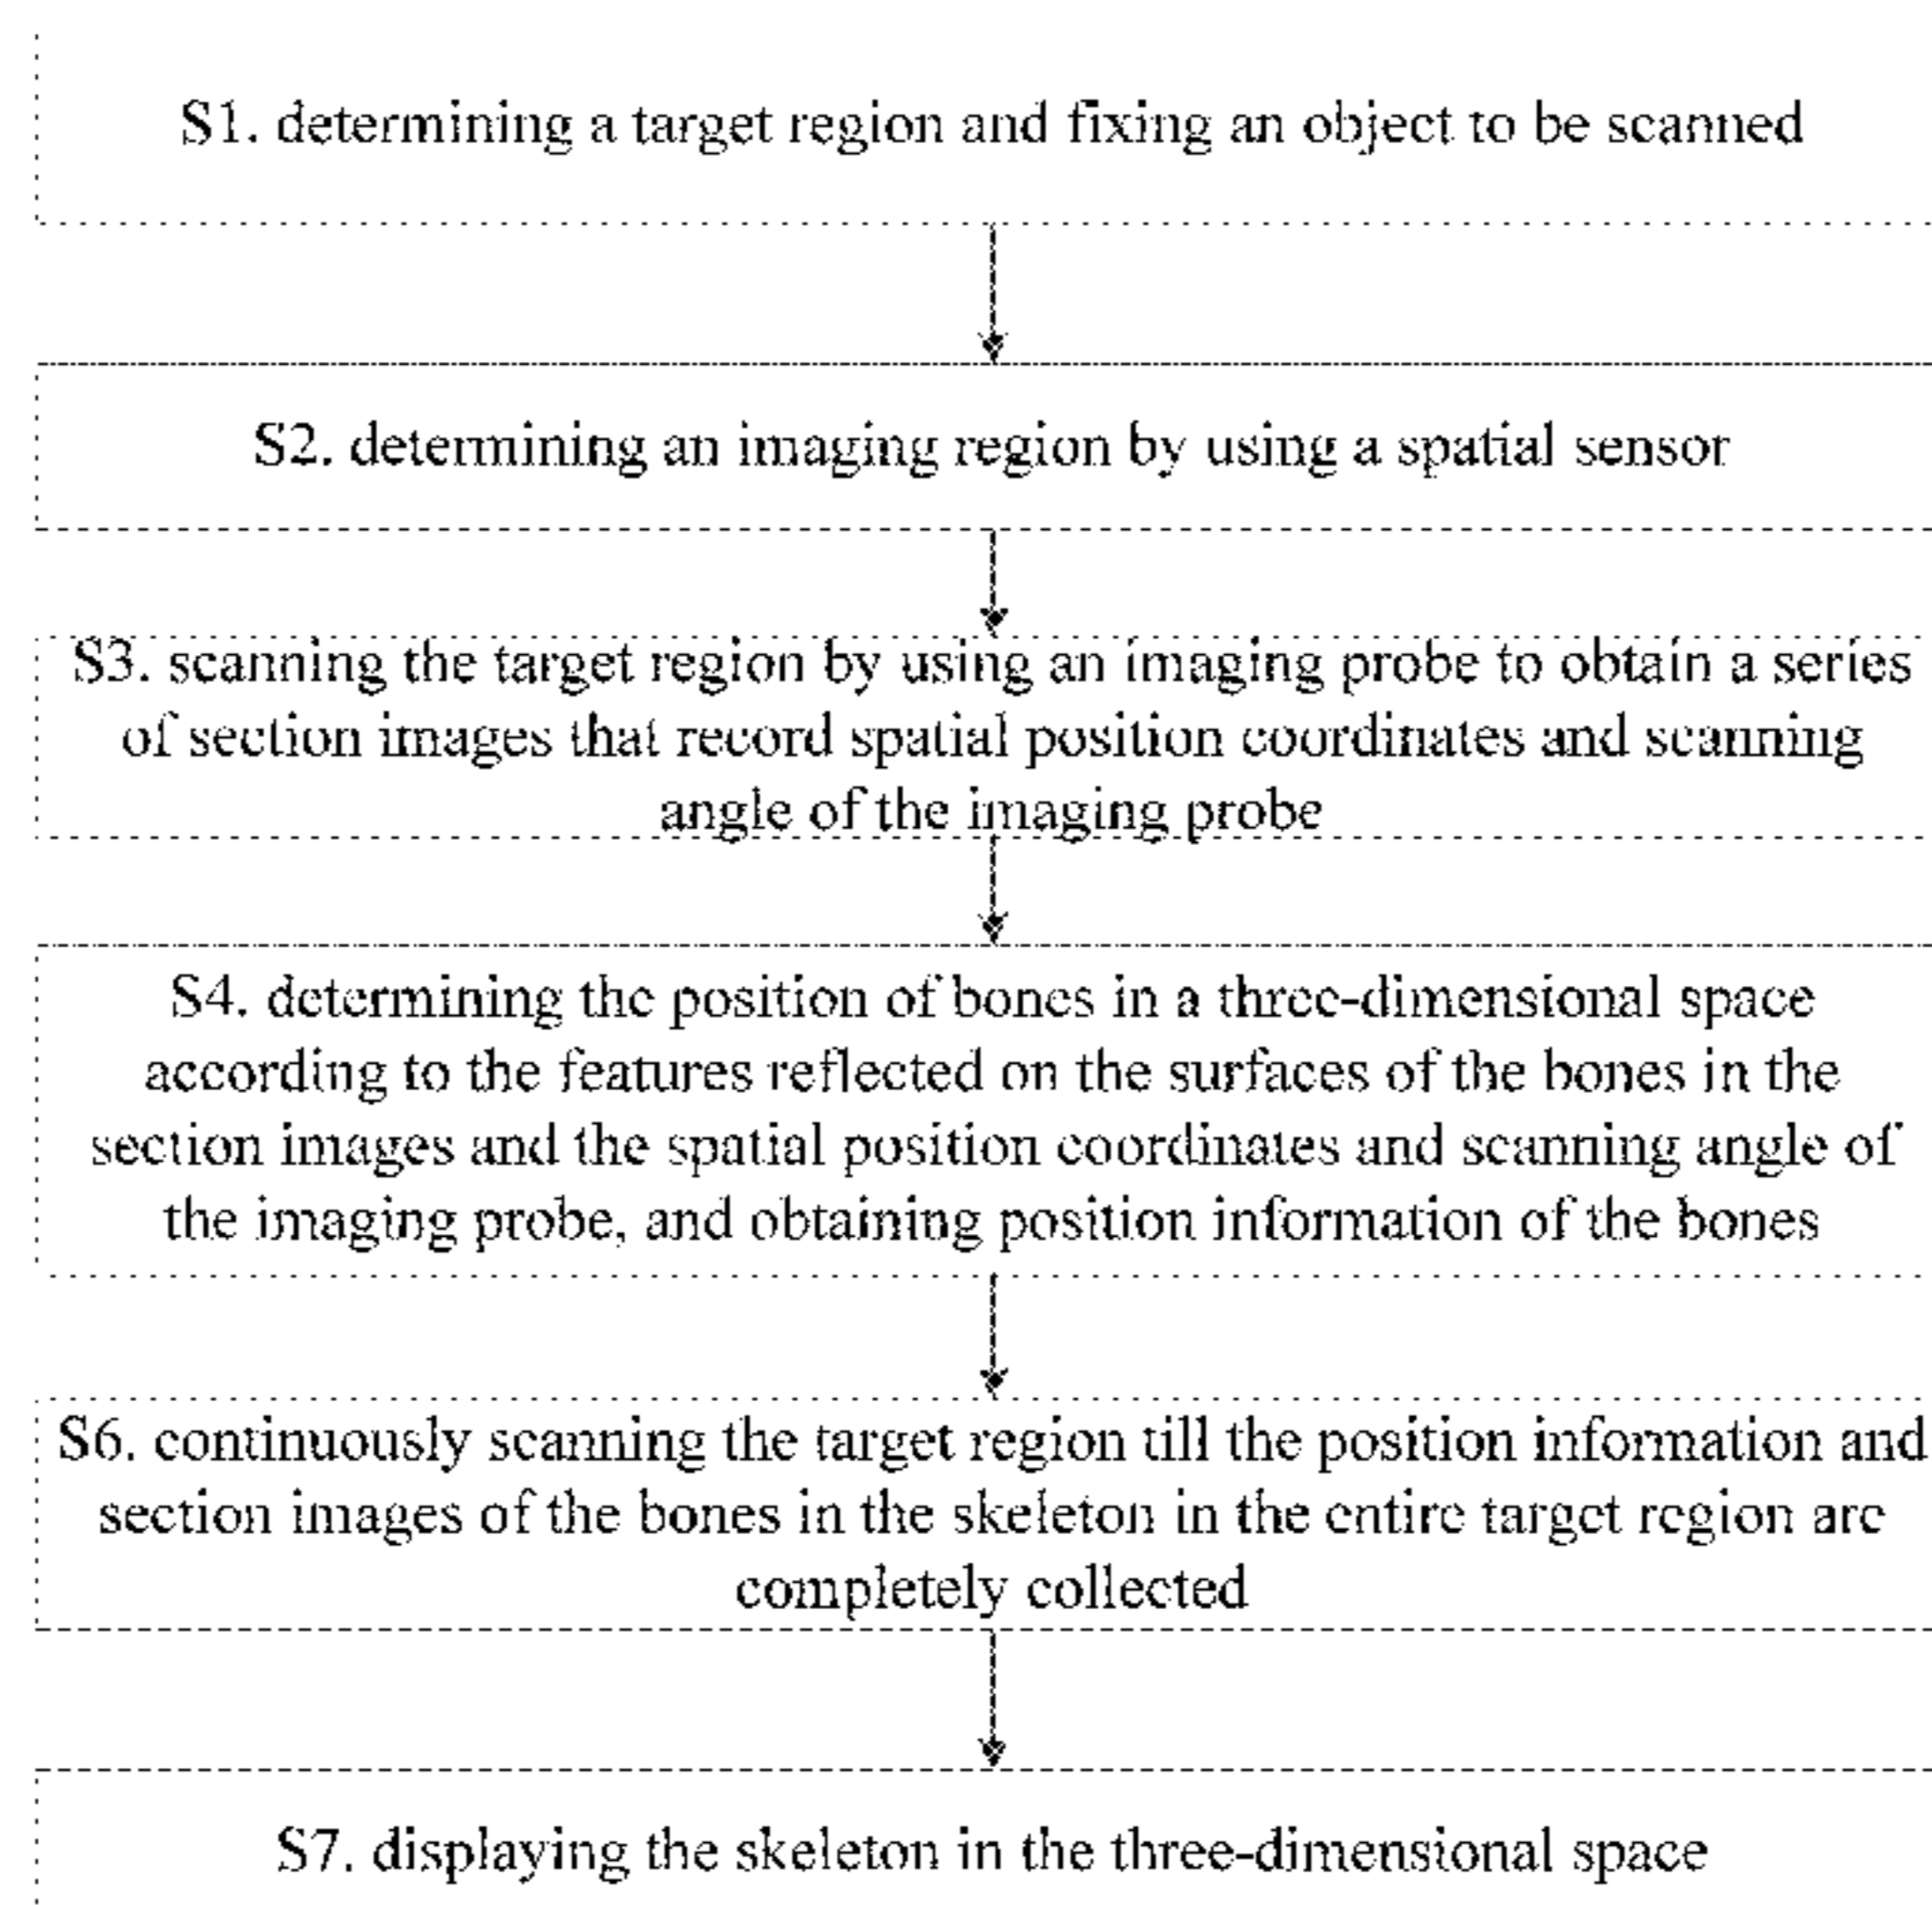 S1. determining a target region and fixing an object to be scanned
S2. determining an imaging region by using a spatial sensor
S3. scanning the target region by using an imaging probe to obtain a series
of section images that record spatial position coordinates and scanning
angle of the imaging probe
S4. determining the position of bones in a three-dimensional space
according to the features reflected on the surfaces of the bones in the
section images and the spatial position coordinates and scanning angle of
the imaging probe, and obtaining position information of the bones
S6. continuously scanning the target region till the position information and
section images of the bones in the skeleton in the entire target region are
completely collected
S7. displaying the skeleton in the three-dimensional space